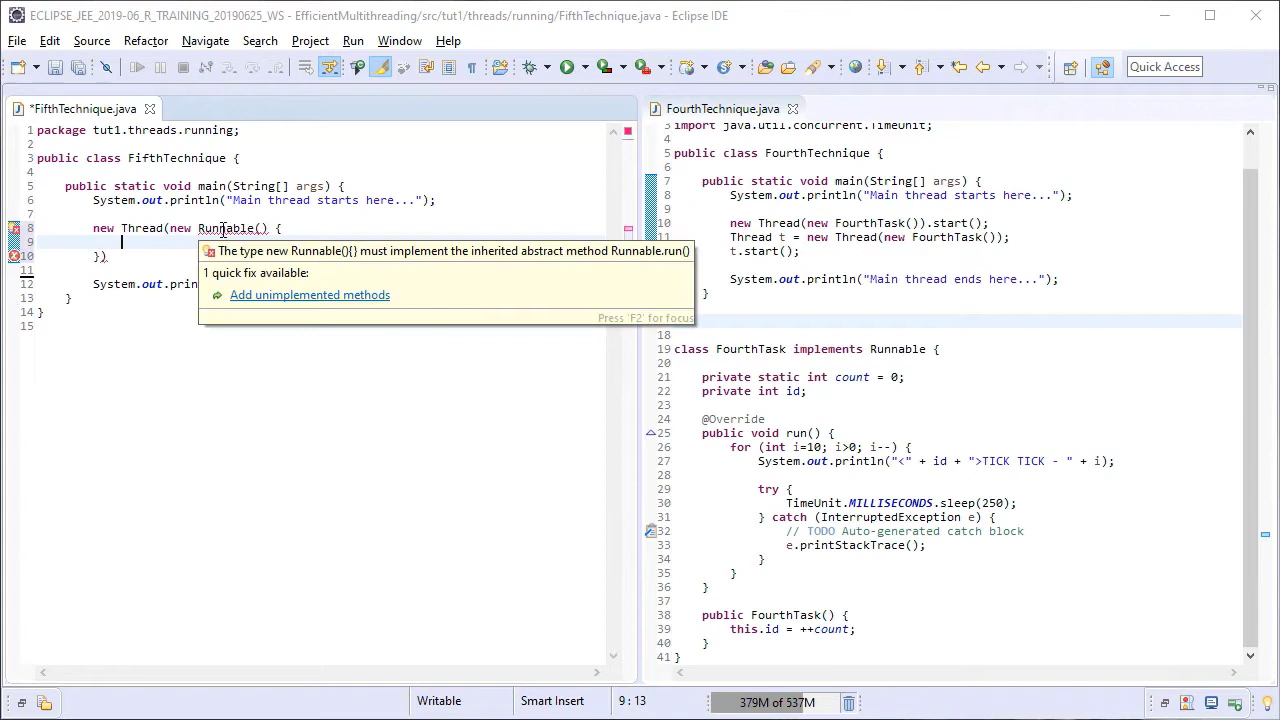 ECLIPSE_JEE_2019-06_R_TRAINING_20190625_WS - EfficientMultithreading/src/tut1/threads/running/FifthTechnique.java - Eclipse IDE
File Edit Source Refactor Navigate Search Project Run Window Help
Quick Access
*FifthTechnique.java
1 package tut1.threads.running;
2
3 public class FifthTechnique {
4
5 public static void main(String[] args) {
6 System.out.println("Main thread starts here...");
7
8 new Thread(new Runnable() {
9
10 })
11
12 System.out.prin
13 }
14 }
15
The type new Runnable(){} must implement the inherited abstract method Runnable.run()
1 quick fix available:
Add unimplemented methods
Press 'F2' for focus
FourthTechnique.java
3 import java.util.concurrent.TimeUnit;
4
5 public class FourthTechnique {
6
7 public static void main(String[] args) {
8 System.out.println("Main thread starts here...");
9
10 new Thread(new FourthTask()).start();
11 Thread t = new Thread(new FourthTask());
12 t.start();
System.out.println("Main thread ends here...");
}
18
19 class FourthTask implements Runnable {
20
21 private static int count = 0;
22 private int id;
23
24 @Override
25 public void run() {
26 for (int i=10; i>0; i--) {
27 System.out.println("<" + id + ">TICK TICK - " + i);
28
29 try {
30 TimeUnit.MILLISECONDS.sleep(250);
31 } catch (InterruptedException e) {
32 // TODO Auto-generated catch block
33 e.printStackTrace();
34 }
35 }
36 }
37
38 public FourthTask() {
39 this.id = ++count;
40 }
41 }
Writable
Smart Insert
9 : 13
379M of 537M